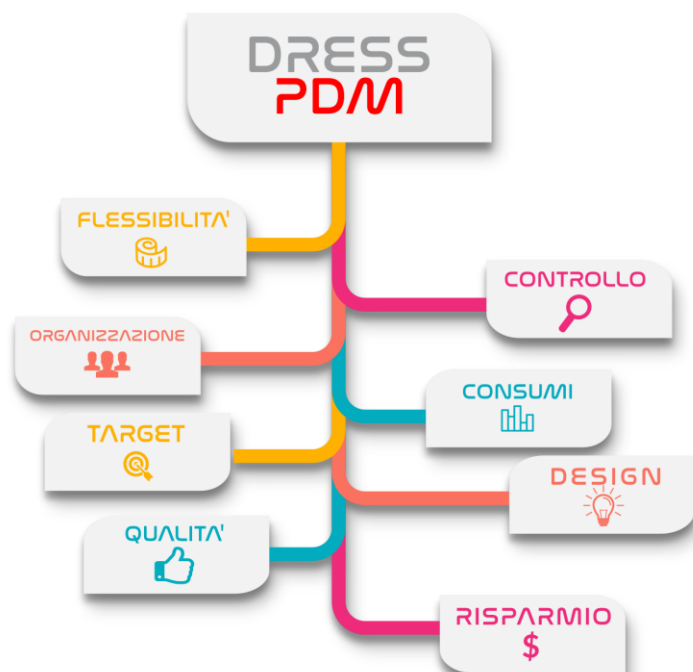 DRESS
PDM
FLESSIBILITA'
CONTROLLO
ORGANIZZAZIONE
CONSUMI
TARGET
DESIGN
QUALITA'
RISPARMIO
$